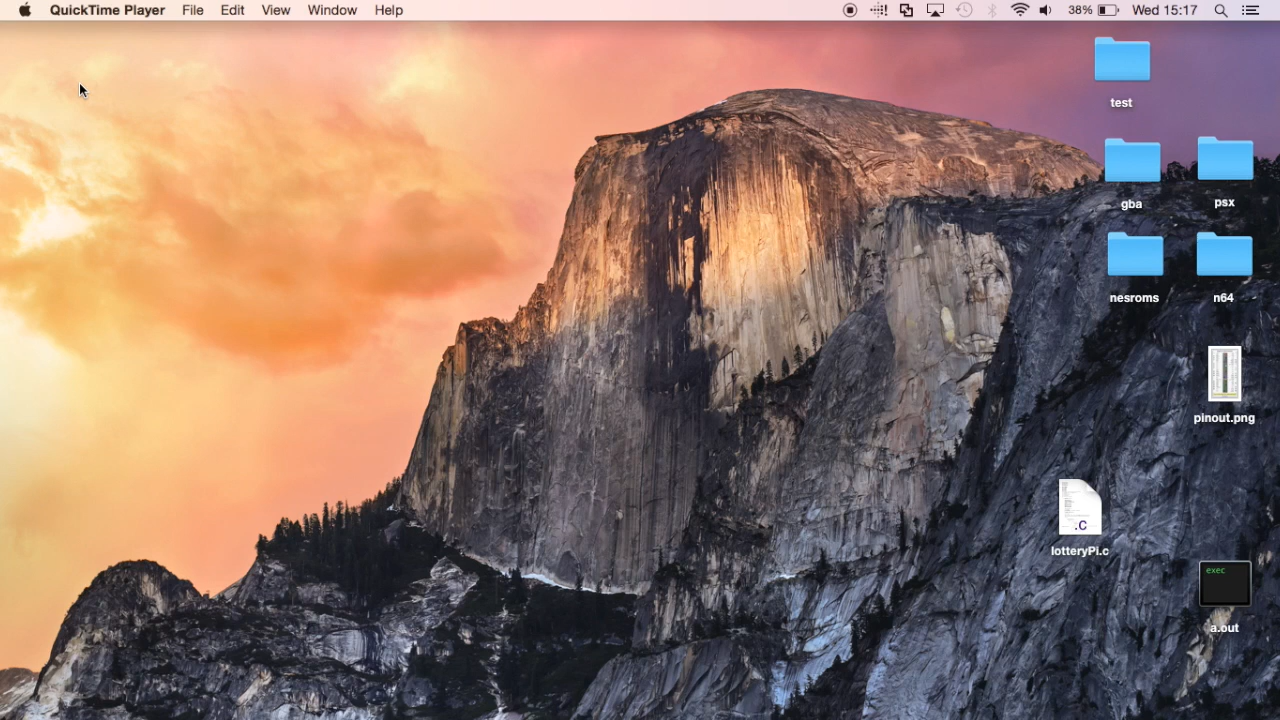 QuickTime Player File Edit View Window Help 38% Wed 15:17
test
gba
psx
nesroms
n64
pinout.png
.C
lotteryPi.c
exec
a.out